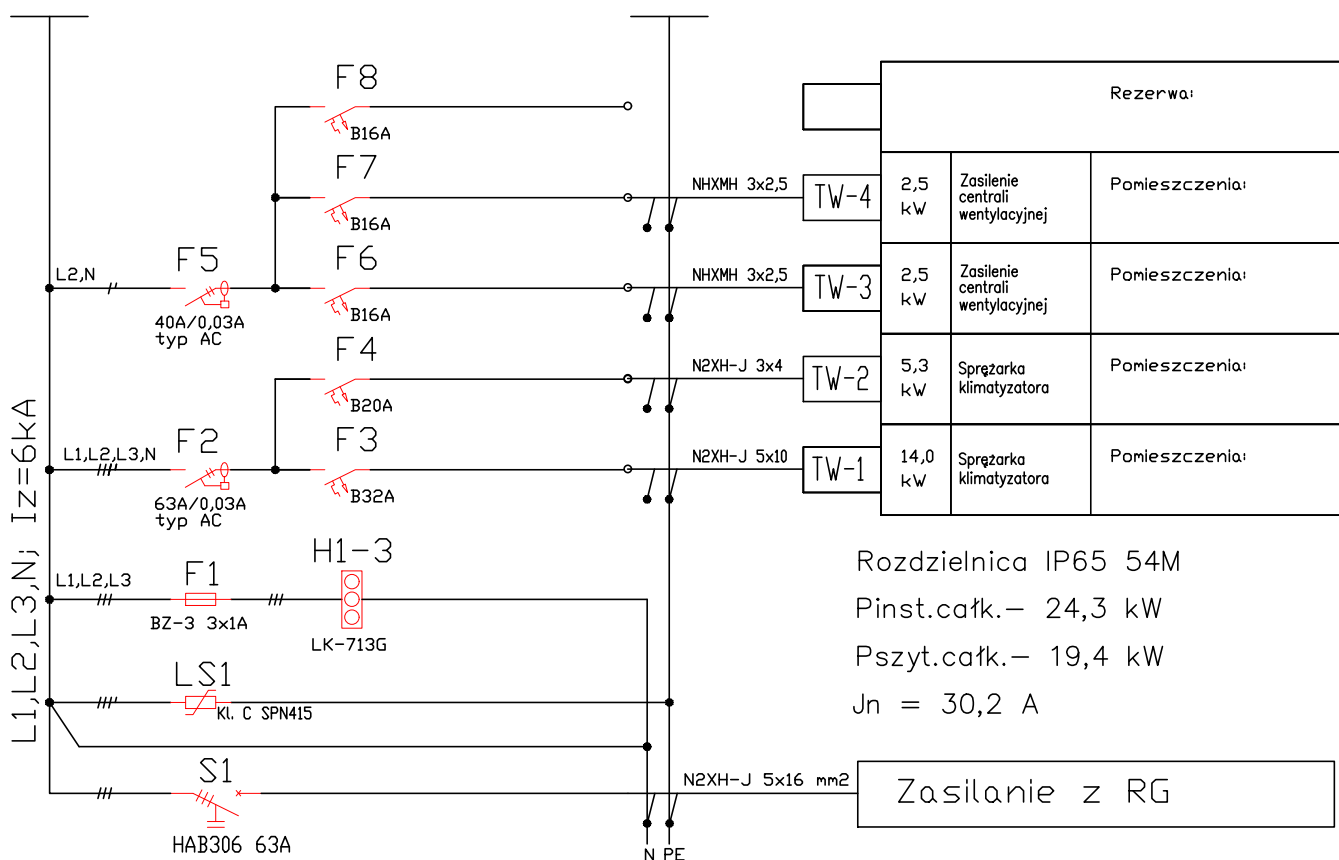 F8
B16A
Rezerwa:
F7
B16A
NHXMH 3x2,5
TW-4
2,5
kW
Zasilenie
centrali
wentylacyjnej
Pomieszczenia:
L2,N
F5
40A/0,03A
typ AC
F6
B16A
NHXMH 3x2,5
TW-3
2,5
kW
Zasilenie
centrali
wentylacyjnej
Pomieszczenia:
F4
B20A
N2XH-J 3x4
TW-2
5,3
kW
Sprężarka
klimatyzatora
Pomieszczenia:
L1,L2,L3,N
F2
63A/0,03A
typ AC
F3
B32A
N2XH-J 5x10
TW-1
14,0
kW
Sprężarka
klimatyzatora
Pomieszczenia:
L1,L2,L3,N; Iz=6kA
L1,L2,L3
F1
BZ-3 3x1A
H1-3
LK-713G
LS1
Kl. C SPN415
S1
HAB306 63A
N2XH-J 5x16 mm2
N PE
Rozdzielnica IP65 54M
Pinst.całk.- 24,3 kW
Pszyt.całk.- 19,4 kW
Jn = 30,2 A
Zasilanie z RG